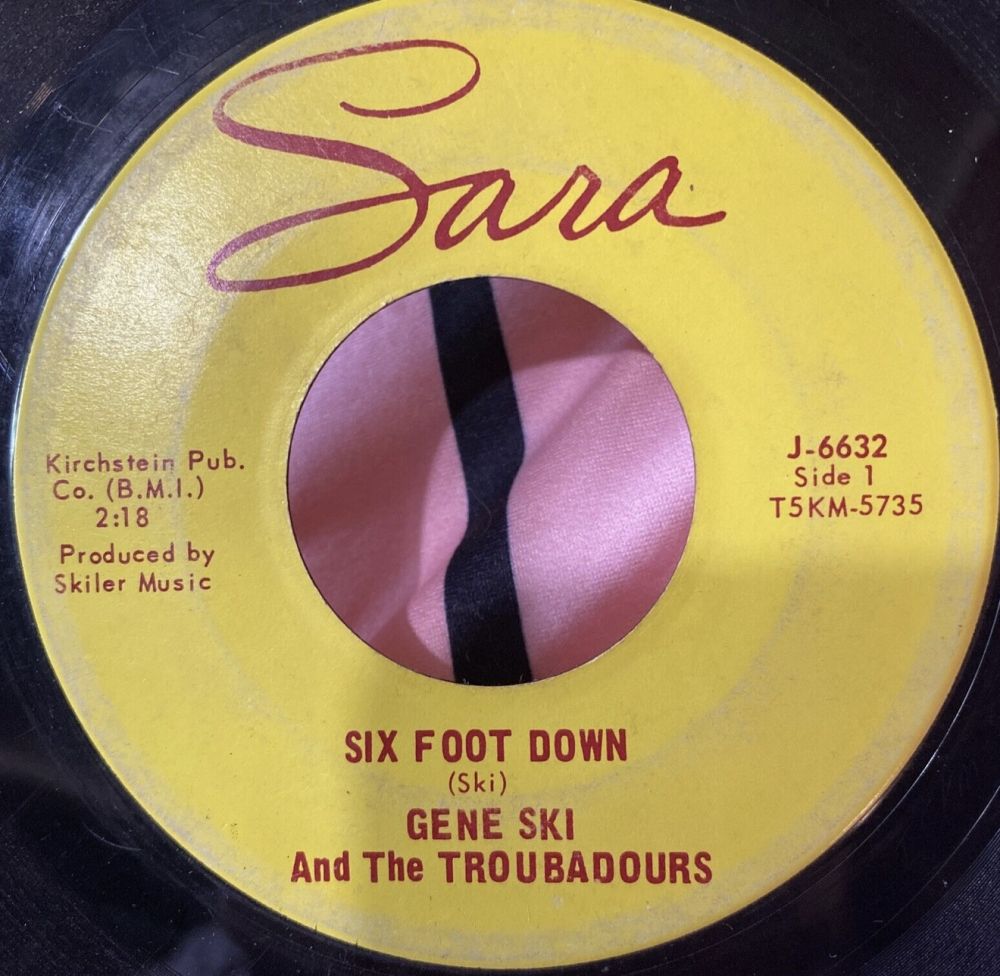 Sara
Kirchstein Pub.
Co. (B.M.I.)
2:18
Produced by
Skiler Music
J-6632
Side 1
T5KM-5735
SIX FOOT DOWN
(Ski)
GENE SKI
And The TROUBADOURS